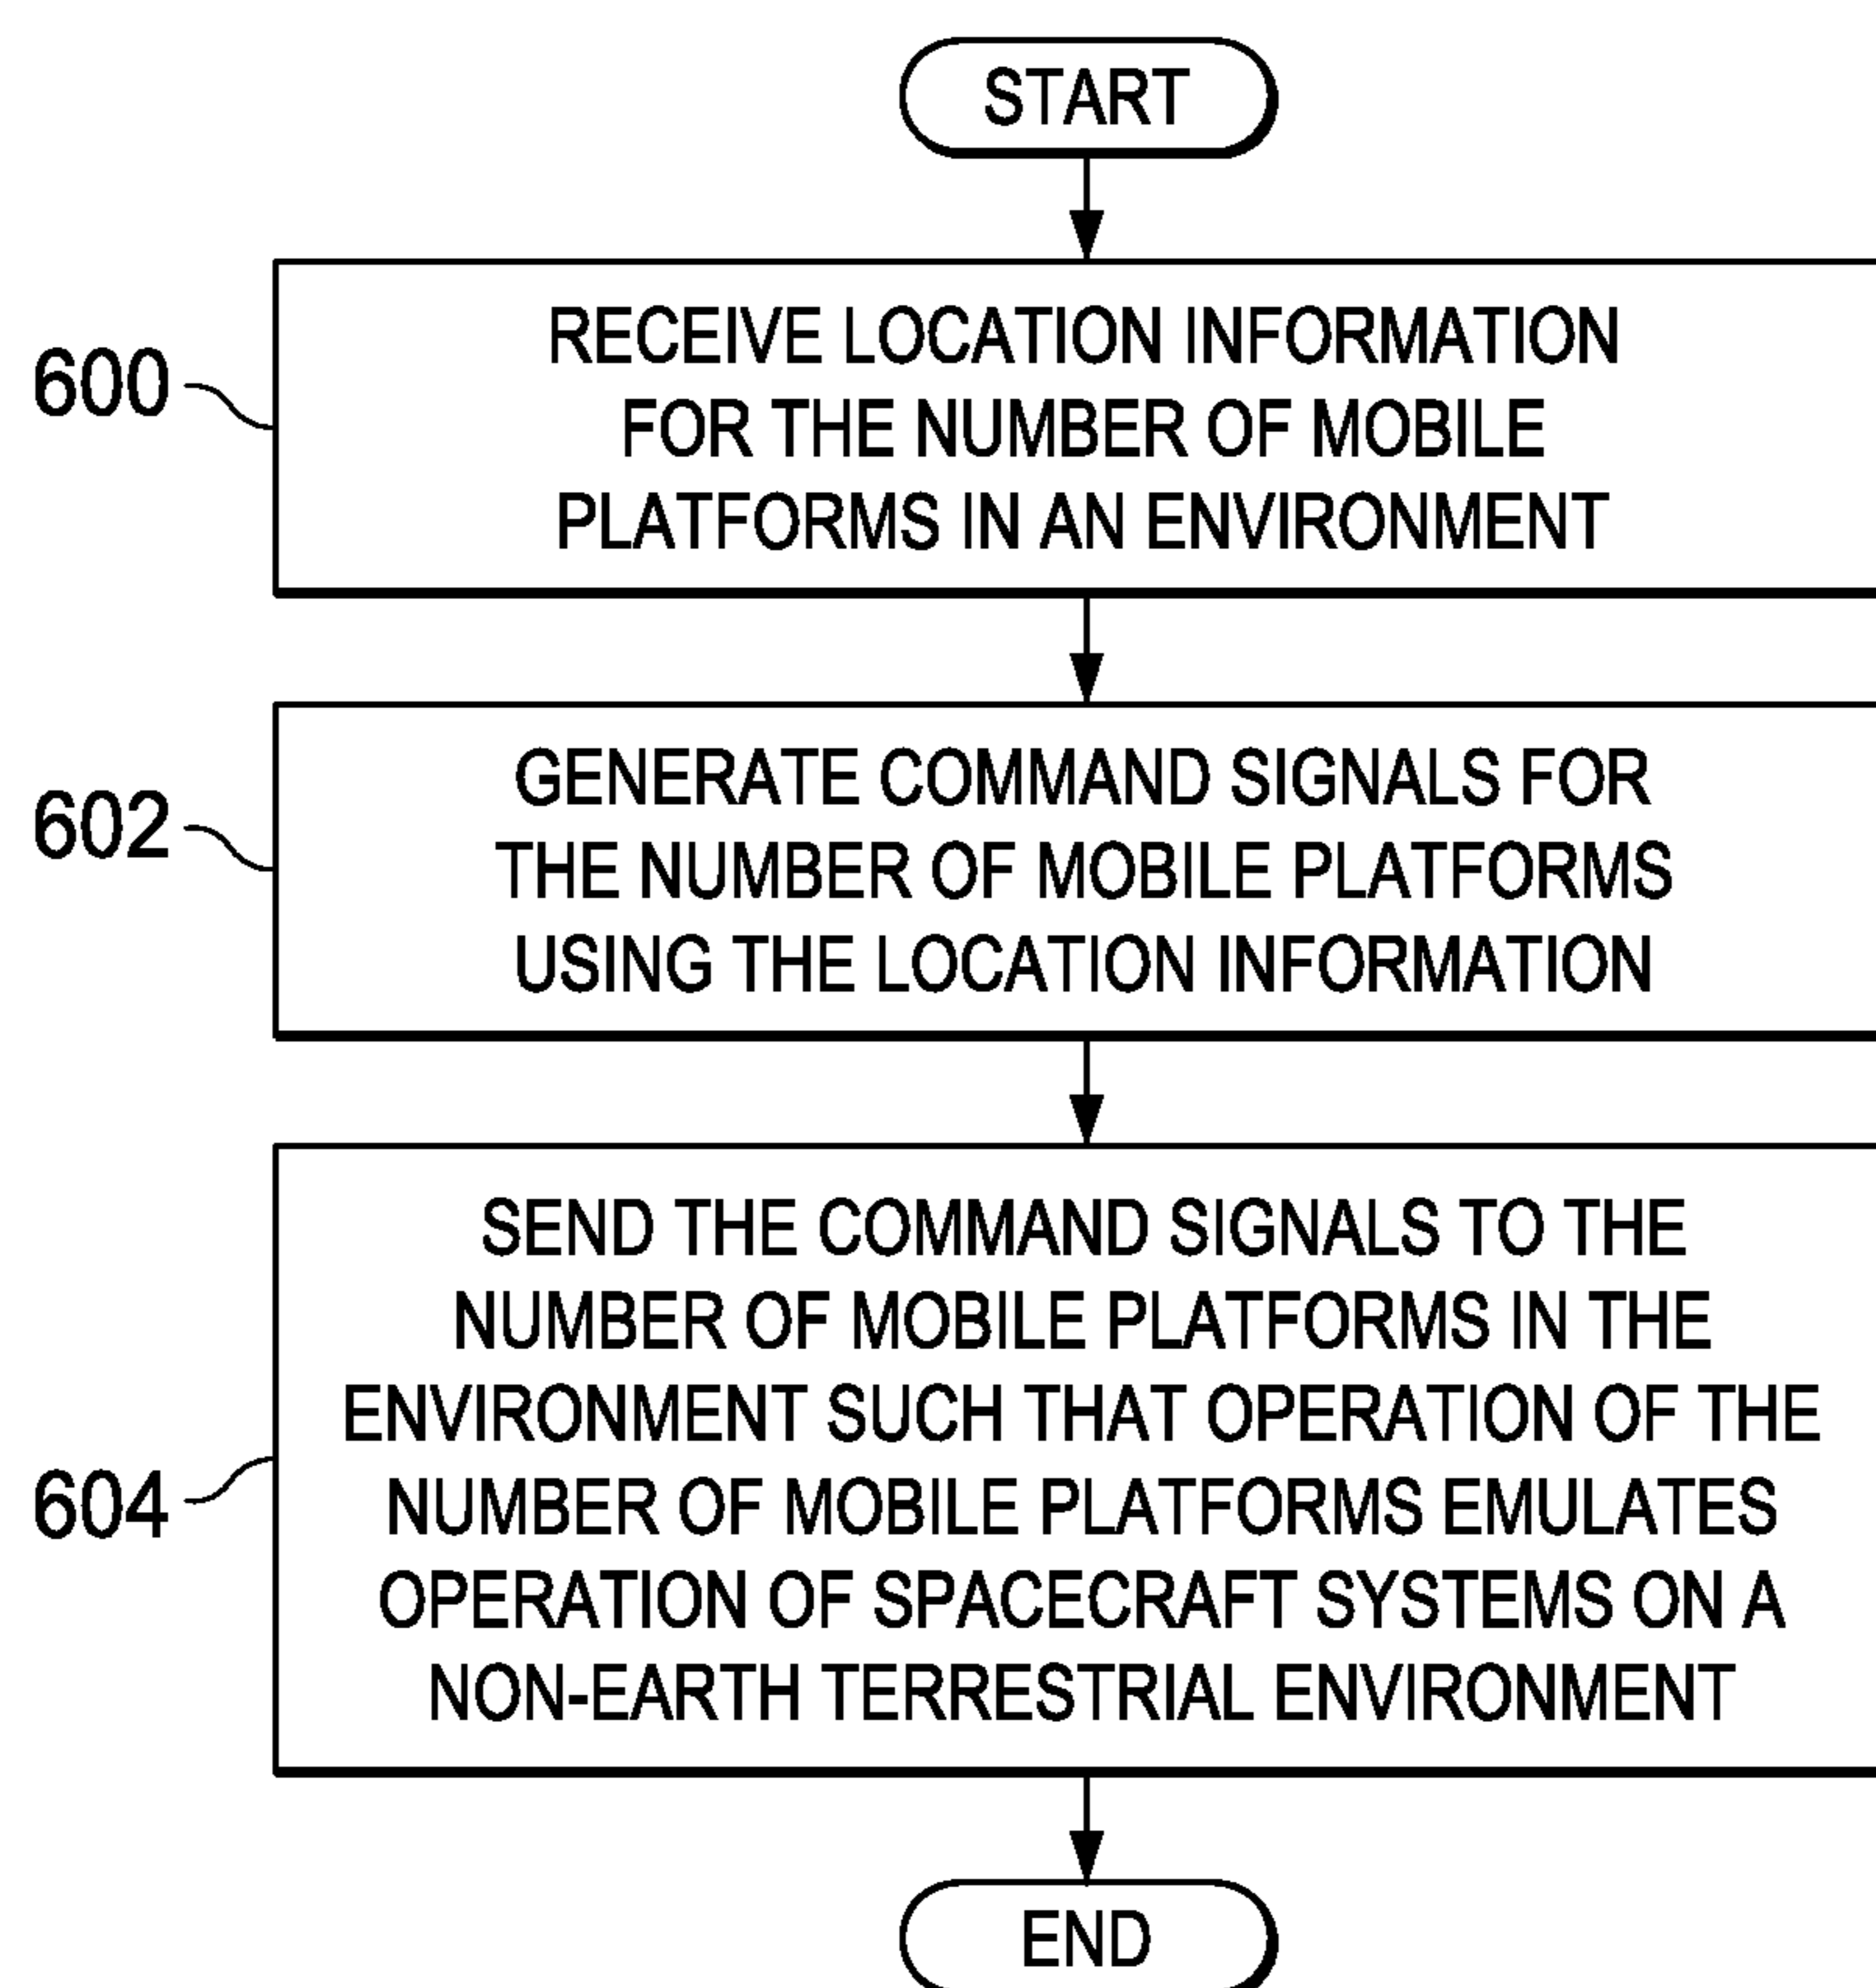 START
600
RECEIVE LOCATION INFORMATION
FOR THE NUMBER OF MOBILE
PLATFORMS IN AN ENVIRONMENT
602
GENERATE COMMAND SIGNALS FOR
THE NUMBER OF MOBILE PLATFORMS
USING THE LOCATION INFORMATION
604
SEND THE COMMAND SIGNALS TO THE
NUMBER OF MOBILE PLATFORMS IN THE
ENVIRONMENT SUCH THAT OPERATION OF THE
NUMBER OF MOBILE PLATFORMS EMULATES
OPERATION OF SPACECRAFT SYSTEMS ON A
NON-EARTH TERRESTRIAL ENVIRONMENT
END